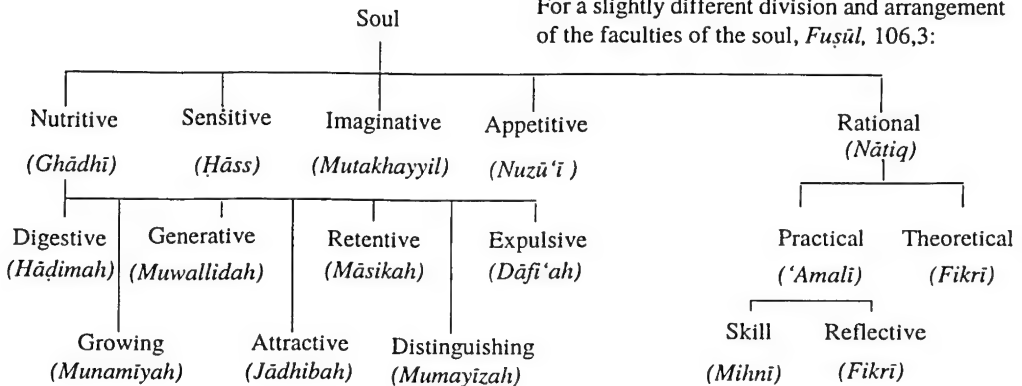 For a slightly different division and arrangement
of the faculties of the soul, Fuṣūl, 106,3:
Soul
Nutritive Sensitive Imaginative Appetitive Rational
(Ghādhī) (Ḥāss) (Mutakhayyil) (Nuzū‘ī ) (Nātiq)
Digestive Generative Retentive Expulsive Practical Theoretical
(Hāḍimah) (Muwallidah) (Māsikah) (Dāfi‘ah) (‘Amalī) (Fikrī)
Growing Attractive Distinguishing Skill Reflective
(Munamīyah) (Jādhibah) (Mumayīzah) (Mihnī) (Fikrī)